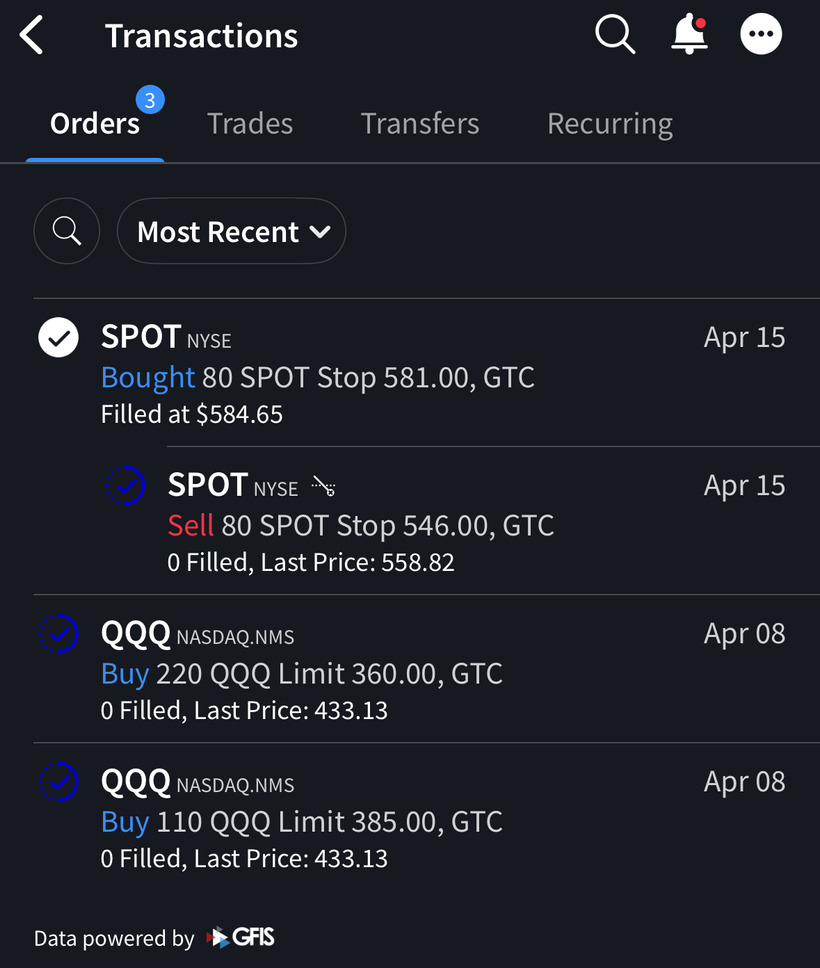 Transactions
3
Orders Trades Transfers Recurring
Most Recent
SPOT NYSE Apr 15
Bought 80 SPOT Stop 581.00, GTC
Filled at $584.65
SPOT NYSE Apr 15
Sell 80 SPOT Stop 546.00, GTC
0 Filled, Last Price: 558.82
QQQ NASDAQ.NMS Apr 08
Buy 220 QQQ Limit 360.00, GTC
0 Filled, Last Price: 433.13
QQQ NASDAQ.NMS Apr 08
Buy 110 QQQ Limit 385.00, GTC
0 Filled, Last Price: 433.13
Data powered by GFIS